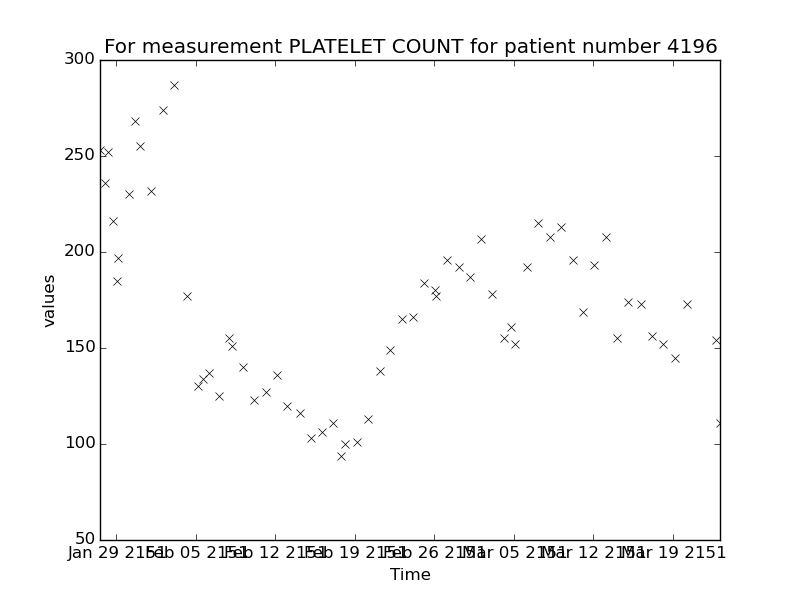 For measurement PLATELET COUNT for patient number 4196
300
250
200
150
100
50
values
Jan 29 2151 Feb 05 2151 Feb 12 2151 Feb 19 2151 Feb 26 2151 Mar 05 2151 Mar 12 2151 Mar 19 2151
Time